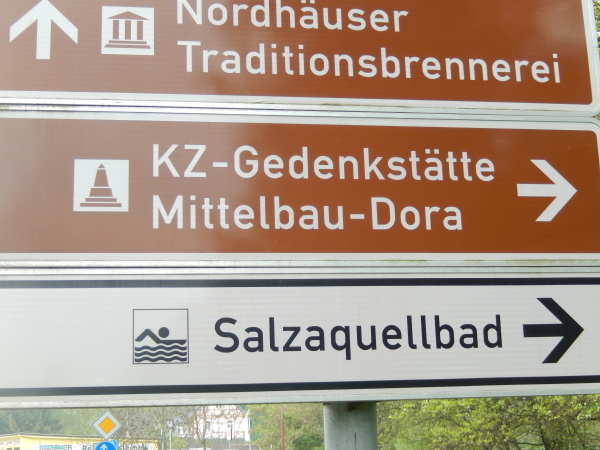 Nordhäuser
Traditionsbrennerei
KZ-Gedenkstätte
Mittelbau-Dora
Salzaquellbad